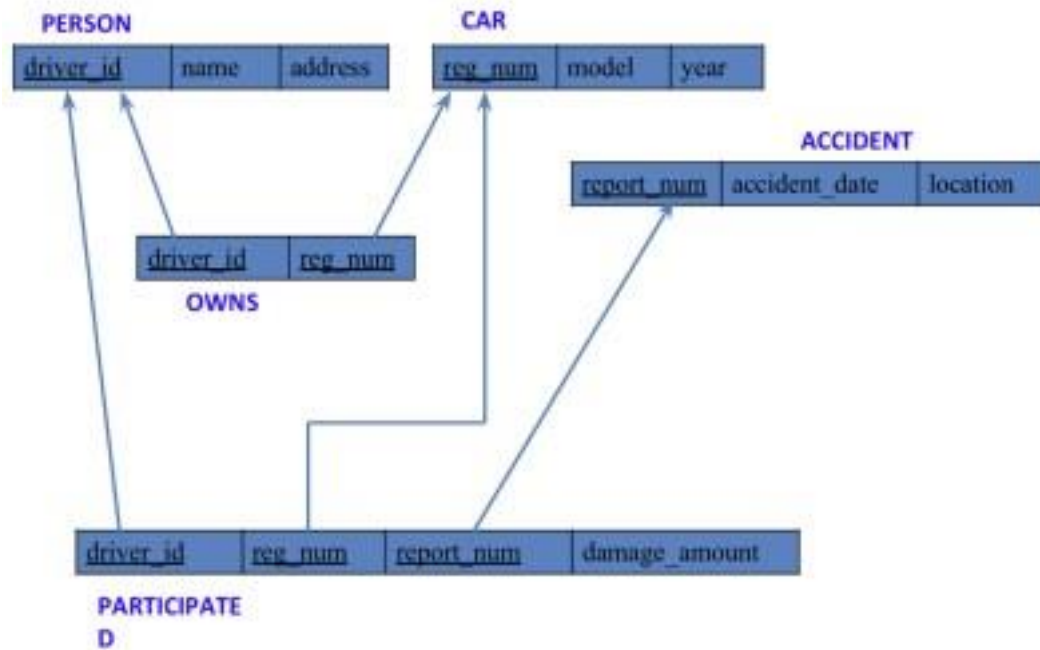 PERSON
driver_id name address
CAR
reg_num model year
ACCIDENT
report_num accident_date location
driver_id reg_num
OWNS
driver_id reg_num report_num damage_amount
PARTICIPATE
D